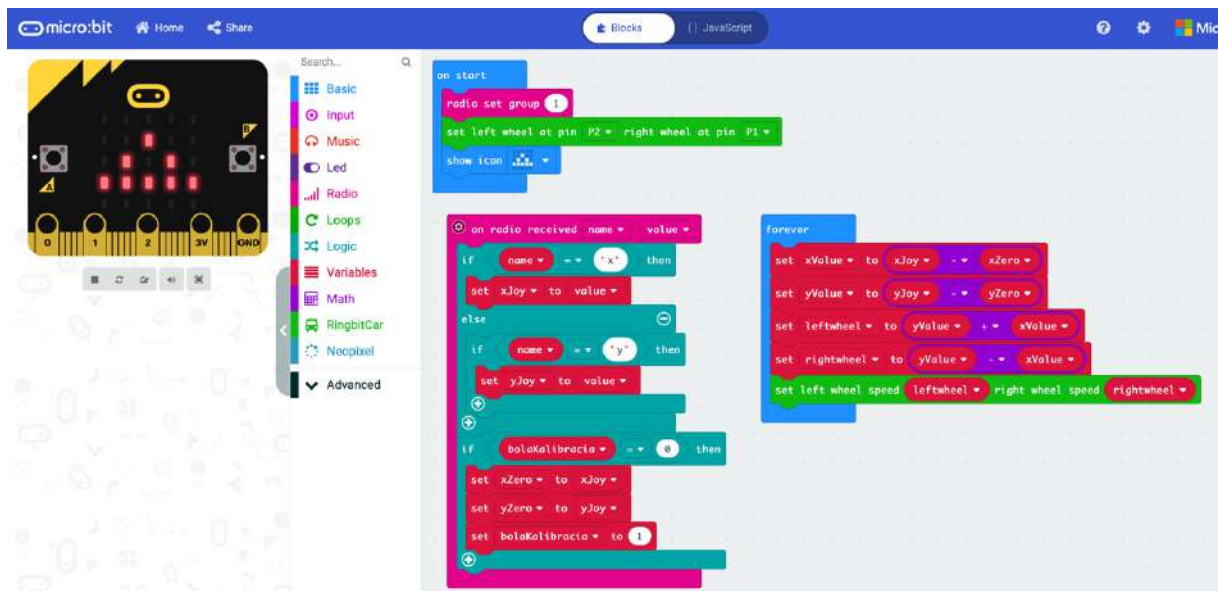 micro:bit Home Share Blocks {} JavaScript Mic
Search...
Basic
Input
Music
Led
Radio
Loops
Logic
Variables
Math
RingbitCar
Neopixel
Advanced
A
B
0 1 2 3V GND
on start
radio set group 1
set left wheel at pin P2 right wheel at pin P1
show icon
on radio received name value
if name = "x" then
set xJoy to value
else
if name = "y" then
set yJoy to value
if bolaKalibracia = 0 then
set xZero to xJoy
set yZero to yJoy
set bolaKalibracia to 1
forever
set xValue to xJoy - xZero
set yValue to yJoy - yZero
set leftwheel to yValue + xValue
set rightwheel to yValue - xValue
set left wheel speed leftwheel right wheel speed rightwheel